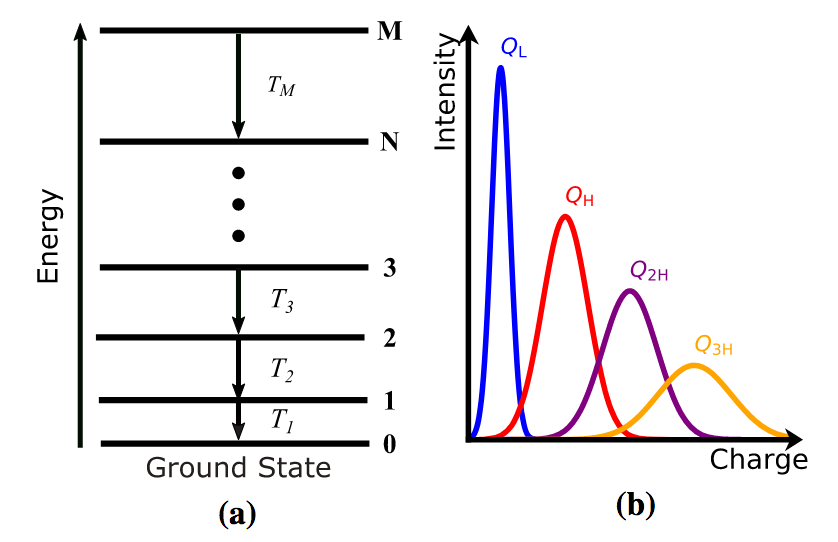 M
T_M
N
Energy
3
T_3
2
T_2
1
T_1
0
Ground State
(a)
Intensity
Q_L
Q_H
Q_2H
Q_3H
Charge
(b)